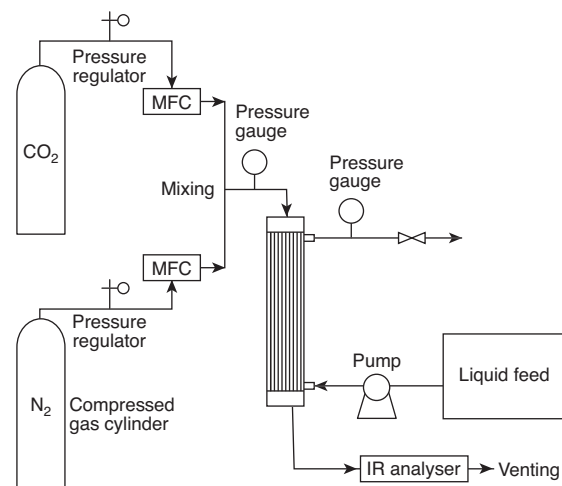 Pressure
regulator
MFC
CO₂
Pressure
gauge
Pressure
gauge
Mixing
MFC
Pressure
regulator
N₂
Compressed
gas cylinder
Pump
Liquid feed
IR analyser
Venting